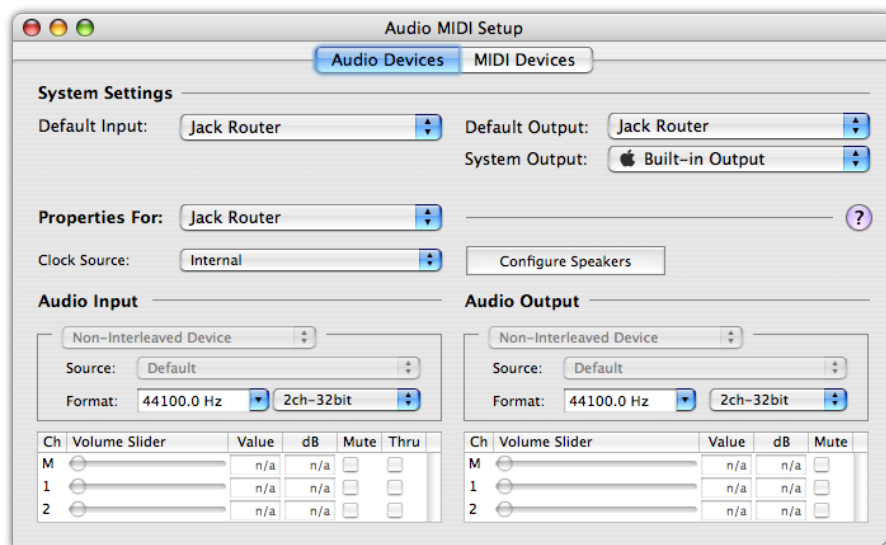 Audio MIDI Setup
Audio Devices MIDI Devices
System Settings
Default Input: Jack Router Default Output: Jack Router
System Output: Built-in Output
Properties For: Jack Router ?
Clock Source: Internal Configure Speakers
Audio Input Audio Output
Non-Interleaved Device Non-Interleaved Device
Source: Default Source: Default
Format: 44100.0 Hz 2ch-32bit Format: 44100.0 Hz 2ch-32bit
Ch Volume Slider Value dB Mute Thru Ch Volume Slider Value dB Mute
M n/a n/a M n/a n/a
1 n/a n/a 1 n/a n/a
2 n/a n/a 2 n/a n/a